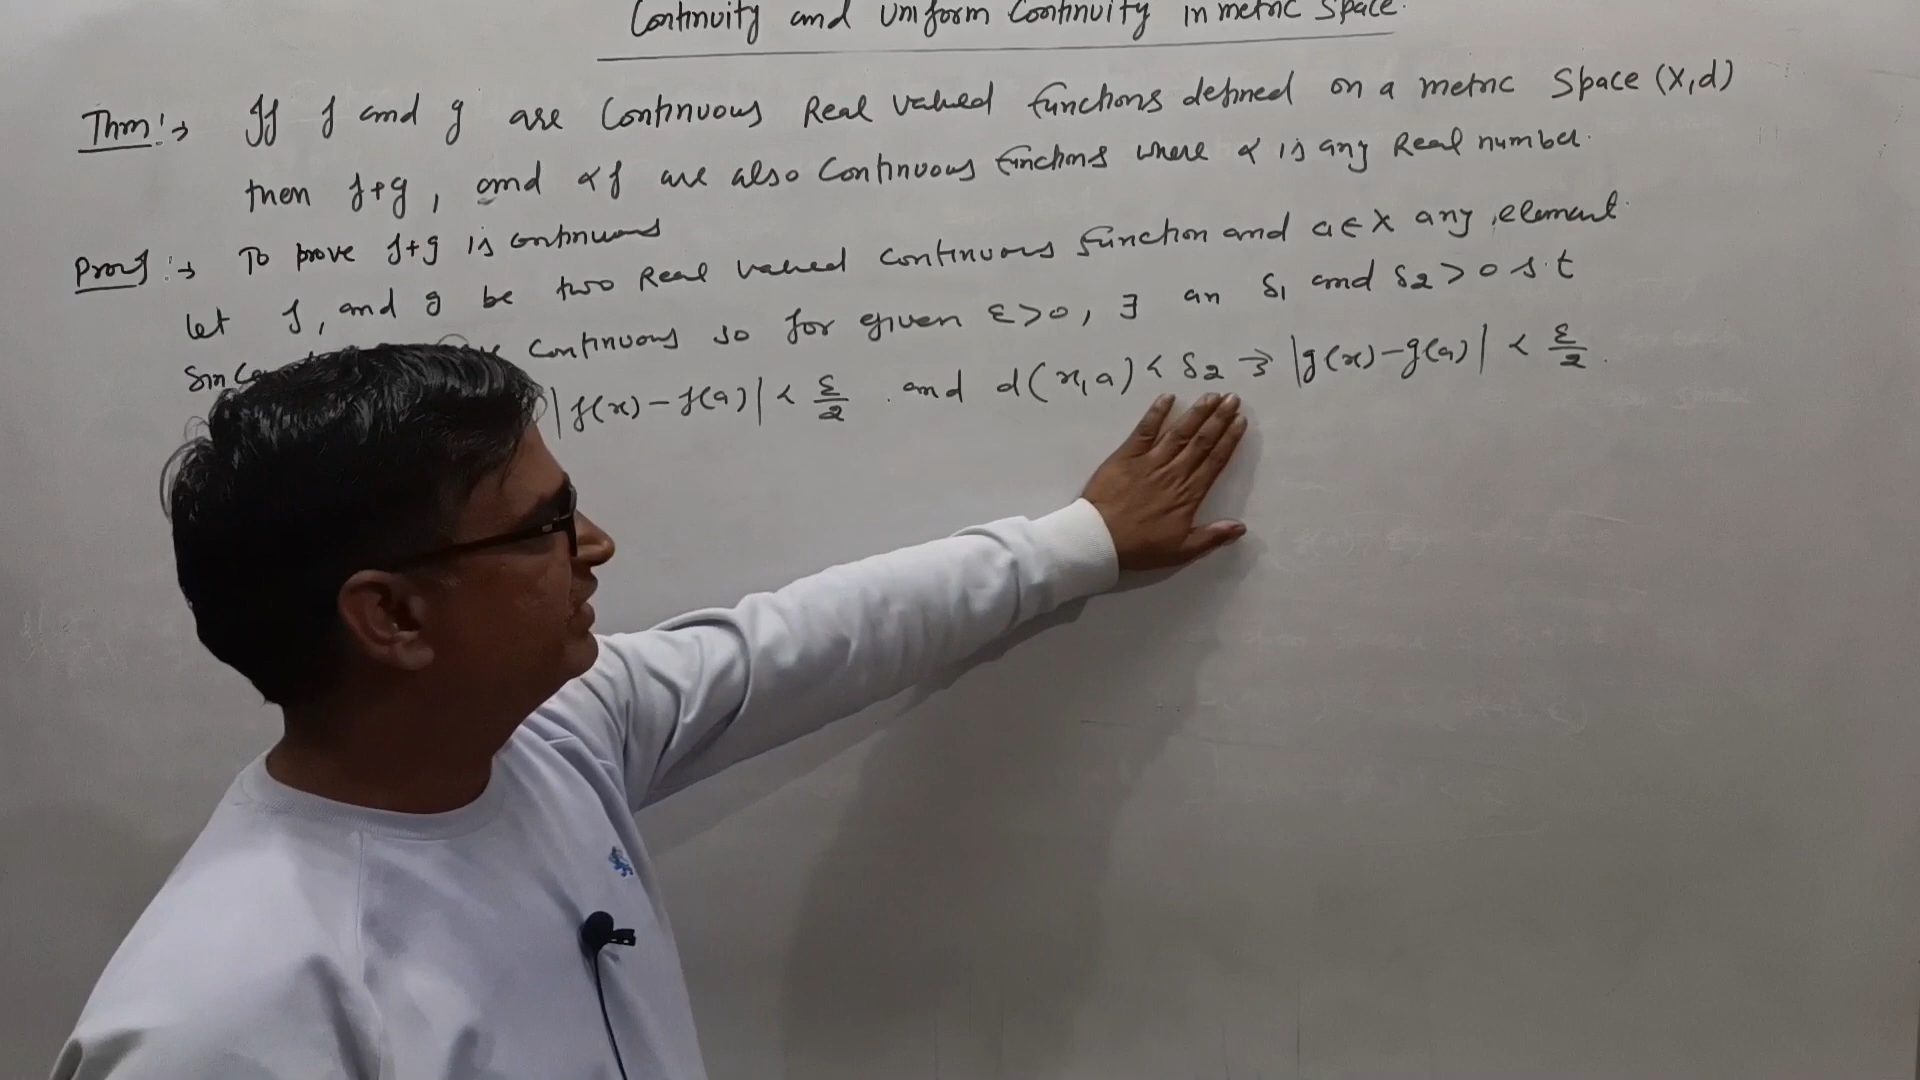 Continuity and uniform Continuity in metric space.
Thm:→ If f and g are Continuous Real valued functions defined on a metric Space (X,d)
then f+g, and αf are also Continuous functions where α is any Real number.
Proof:→ To prove f+g is continuous
let f, and g be two Real valued continuous function and a∈X any element.
Since continuous so for given ε>0, ∃ an δ₁ and δ₂>0 s.t
|f(x)-f(a)| < ε/2 . and d(x,a) < δ₂ ⇒ |g(x)-g(a)| < ε/2 .